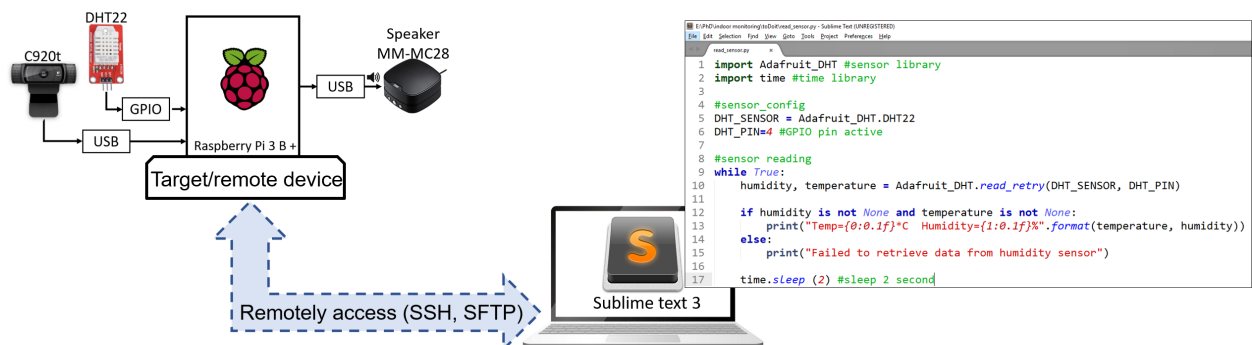 DHT22
C920t
GPIO
USB
Raspberry Pi 3 B +
USB
Speaker
MM-MC28
Target/remote device
Remotely access (SSH, SFTP)
S
Sublime text 3
E:\PhD\indoor monitoring\toDoit\read_sensor.py - Sublime Text (UNREGISTERED)
File Edit Selection Find View Goto Tools Project Preferences Help
read_sensor.py x
1 import Adafruit_DHT #sensor library
2 import time #time library
3
4 #sensor_config
5 DHT_SENSOR = Adafruit_DHT.DHT22
6 DHT_PIN=4 #GPIO pin active
7
8 #sensor reading
9 while True:
10 humidity, temperature = Adafruit_DHT.read_retry(DHT_SENSOR, DHT_PIN)
11
12 if humidity is not None and temperature is not None:
13 print("Temp={0:0.1f}*C  Humidity={1:0.1f}%".format(temperature, humidity))
14 else:
15 print("Failed to retrieve data from humidity sensor")
16
17 time.sleep (2) #sleep 2 second